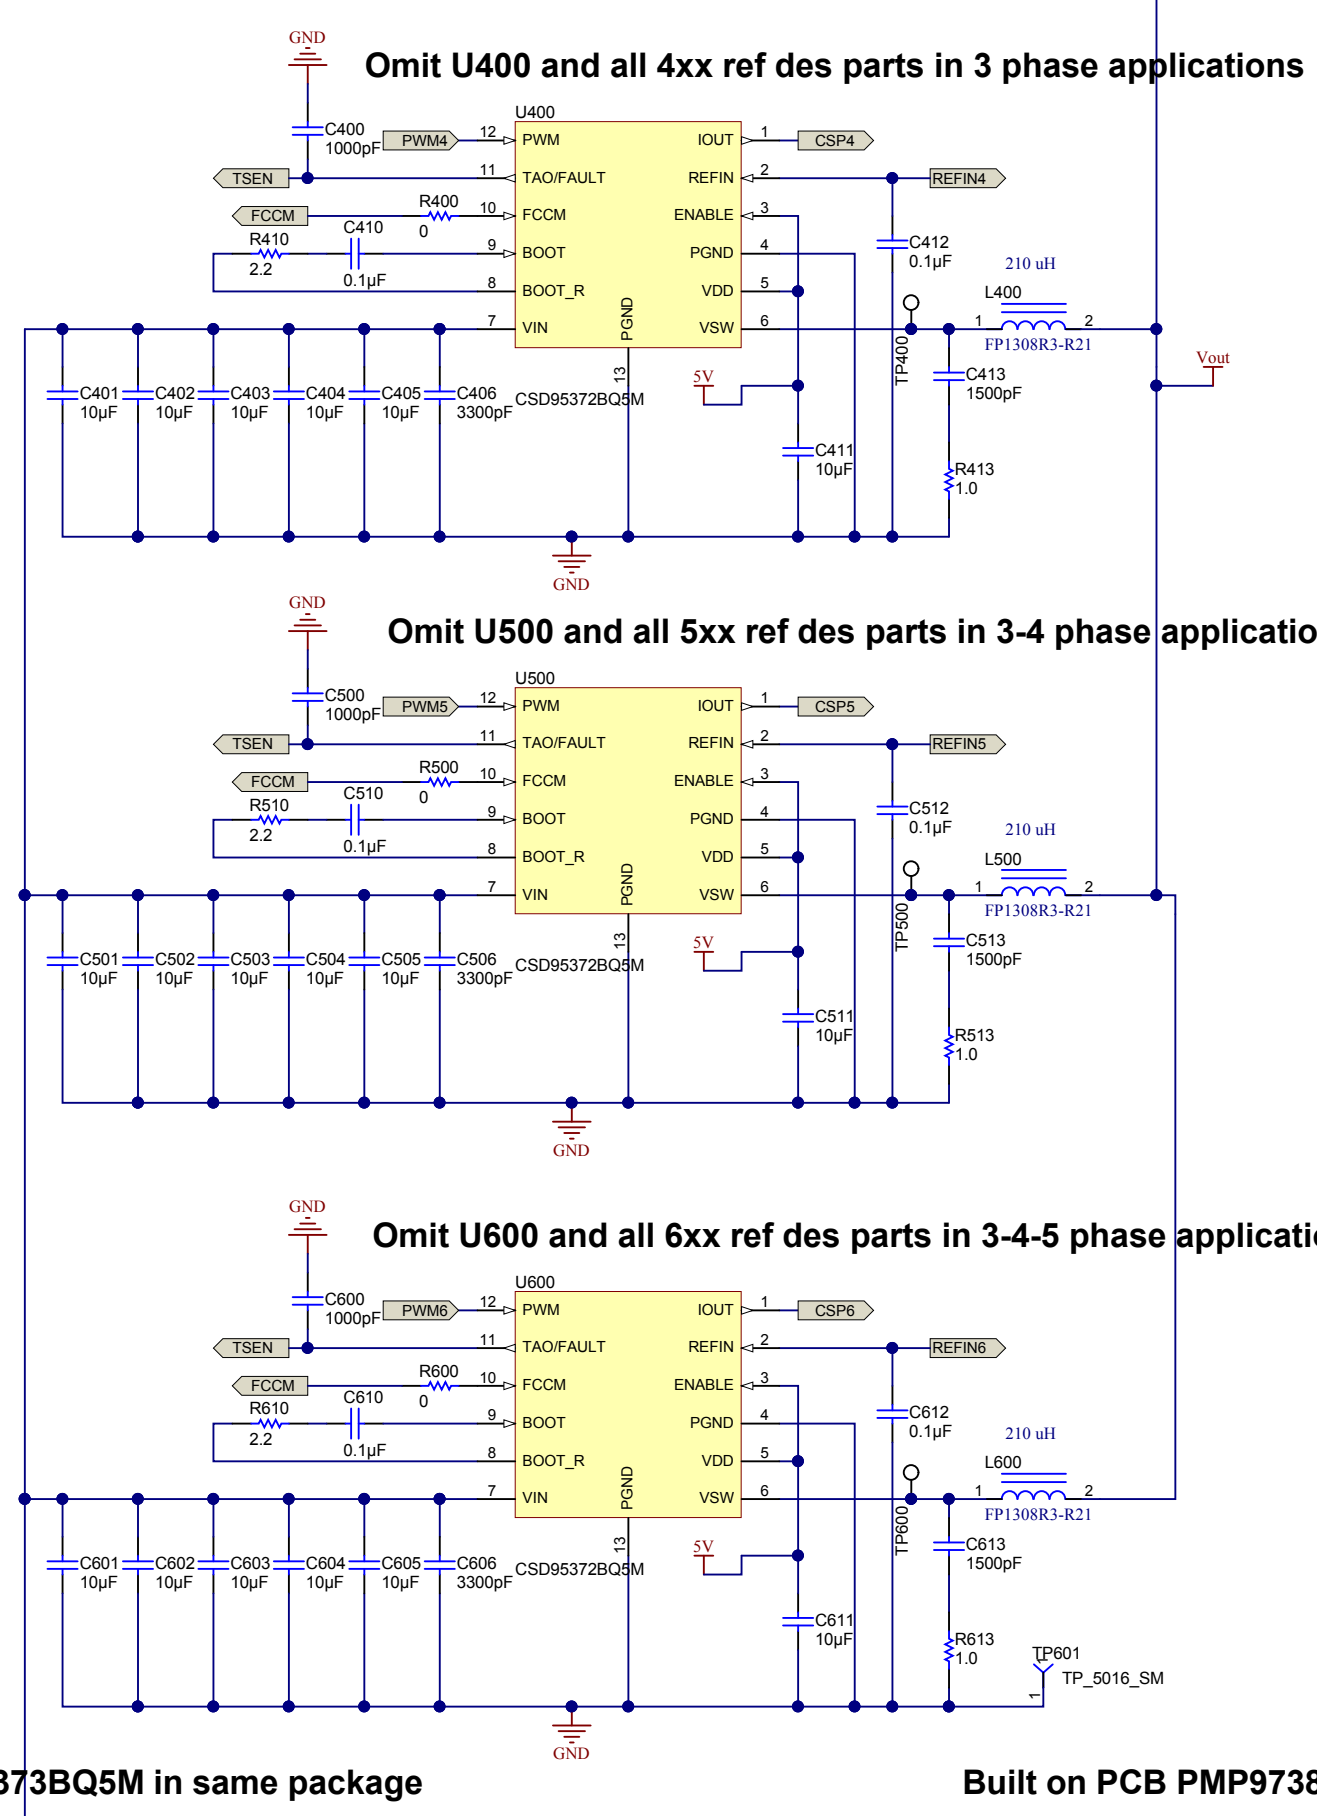 GND
Omit U400 and all 4xx ref des parts in 3 phase applications
U400
C400
1000pF
PWM4
12
PWM
IOUT
1
CSP4
TSEN
11
TAO/FAULT
REFIN
2
REFIN4
FCCM
R400
0
10
FCCM
ENABLE
3
R410
2.2
C410
0.1µF
9
BOOT
PGND
4
C412
0.1µF
8
BOOT_R
VDD
5
210 uH
L400
7
VIN
PGND
VSW
6
TP400
1
2
FP1308R3-R21
13
CSD95372BQ5M
5V
Vout
C401
10µF
C402
10µF
C403
10µF
C404
10µF
C405
10µF
C406
3300pF
C413
1500pF
C411
10µF
R413
1.0
GND
GND
Omit U500 and all 5xx ref des parts in 3-4 phase applicatio
U500
C500
1000pF
PWM5
12
PWM
IOUT
1
CSP5
TSEN
11
TAO/FAULT
REFIN
2
REFIN5
FCCM
R500
0
10
FCCM
ENABLE
3
R510
2.2
C510
0.1µF
9
BOOT
PGND
4
C512
0.1µF
8
BOOT_R
VDD
5
210 uH
L500
7
VIN
PGND
VSW
6
TP500
1
2
FP1308R3-R21
13
CSD95372BQ5M
5V
C501
10µF
C502
10µF
C503
10µF
C504
10µF
C505
10µF
C506
3300pF
C513
1500pF
C511
10µF
R513
1.0
GND
GND
Omit U600 and all 6xx ref des parts in 3-4-5 phase applicati
U600
C600
1000pF
PWM6
12
PWM
IOUT
1
CSP6
TSEN
11
TAO/FAULT
REFIN
2
REFIN6
FCCM
R600
0
10
FCCM
ENABLE
3
R610
2.2
C610
0.1µF
9
BOOT
PGND
4
C612
0.1µF
8
BOOT_R
VDD
5
210 uH
L600
7
VIN
PGND
VSW
6
TP600
1
2
FP1308R3-R21
13
CSD95372BQ5M
5V
C601
10µF
C602
10µF
C603
10µF
C604
10µF
C605
10µF
C606
3300pF
C613
1500pF
C611
10µF
R613
1.0
TP601
1
TP_5016_SM
GND
373BQ5M in same package
Built on PCB PMP9738